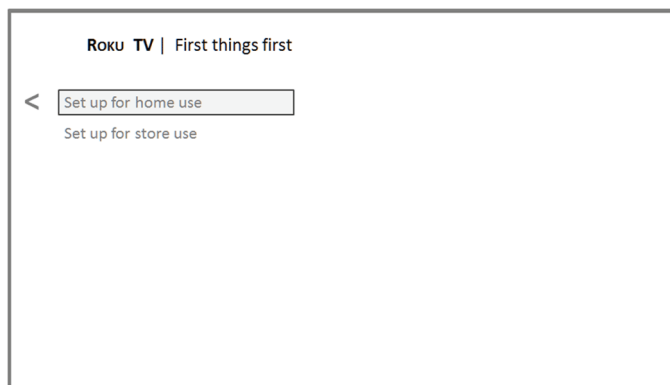 ROKU TV | First things first
<
Set up for home use
Set up for store use